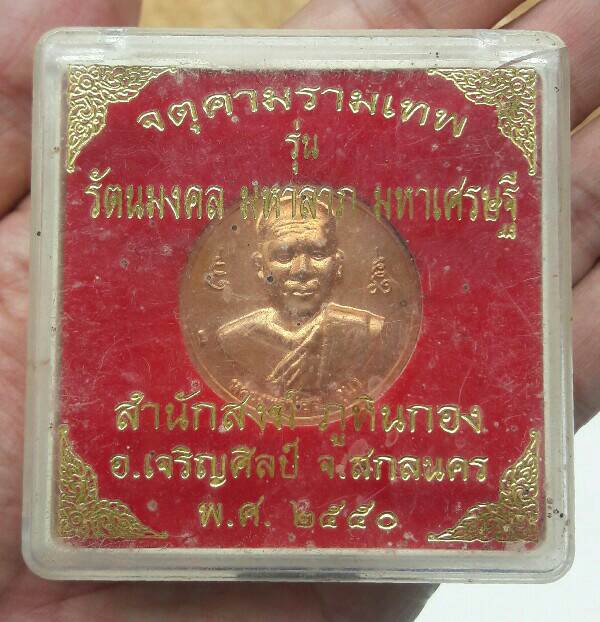 จตุคามรามเทพ
รุ่น
รัตนมงคล มหาลาภ มหาเศรษฐี
สำนักสงฆ์ ภูหินกอง
อ.เจริญศิลป์ จ.สกลนคร
พ.ศ. ๒๕๕๐